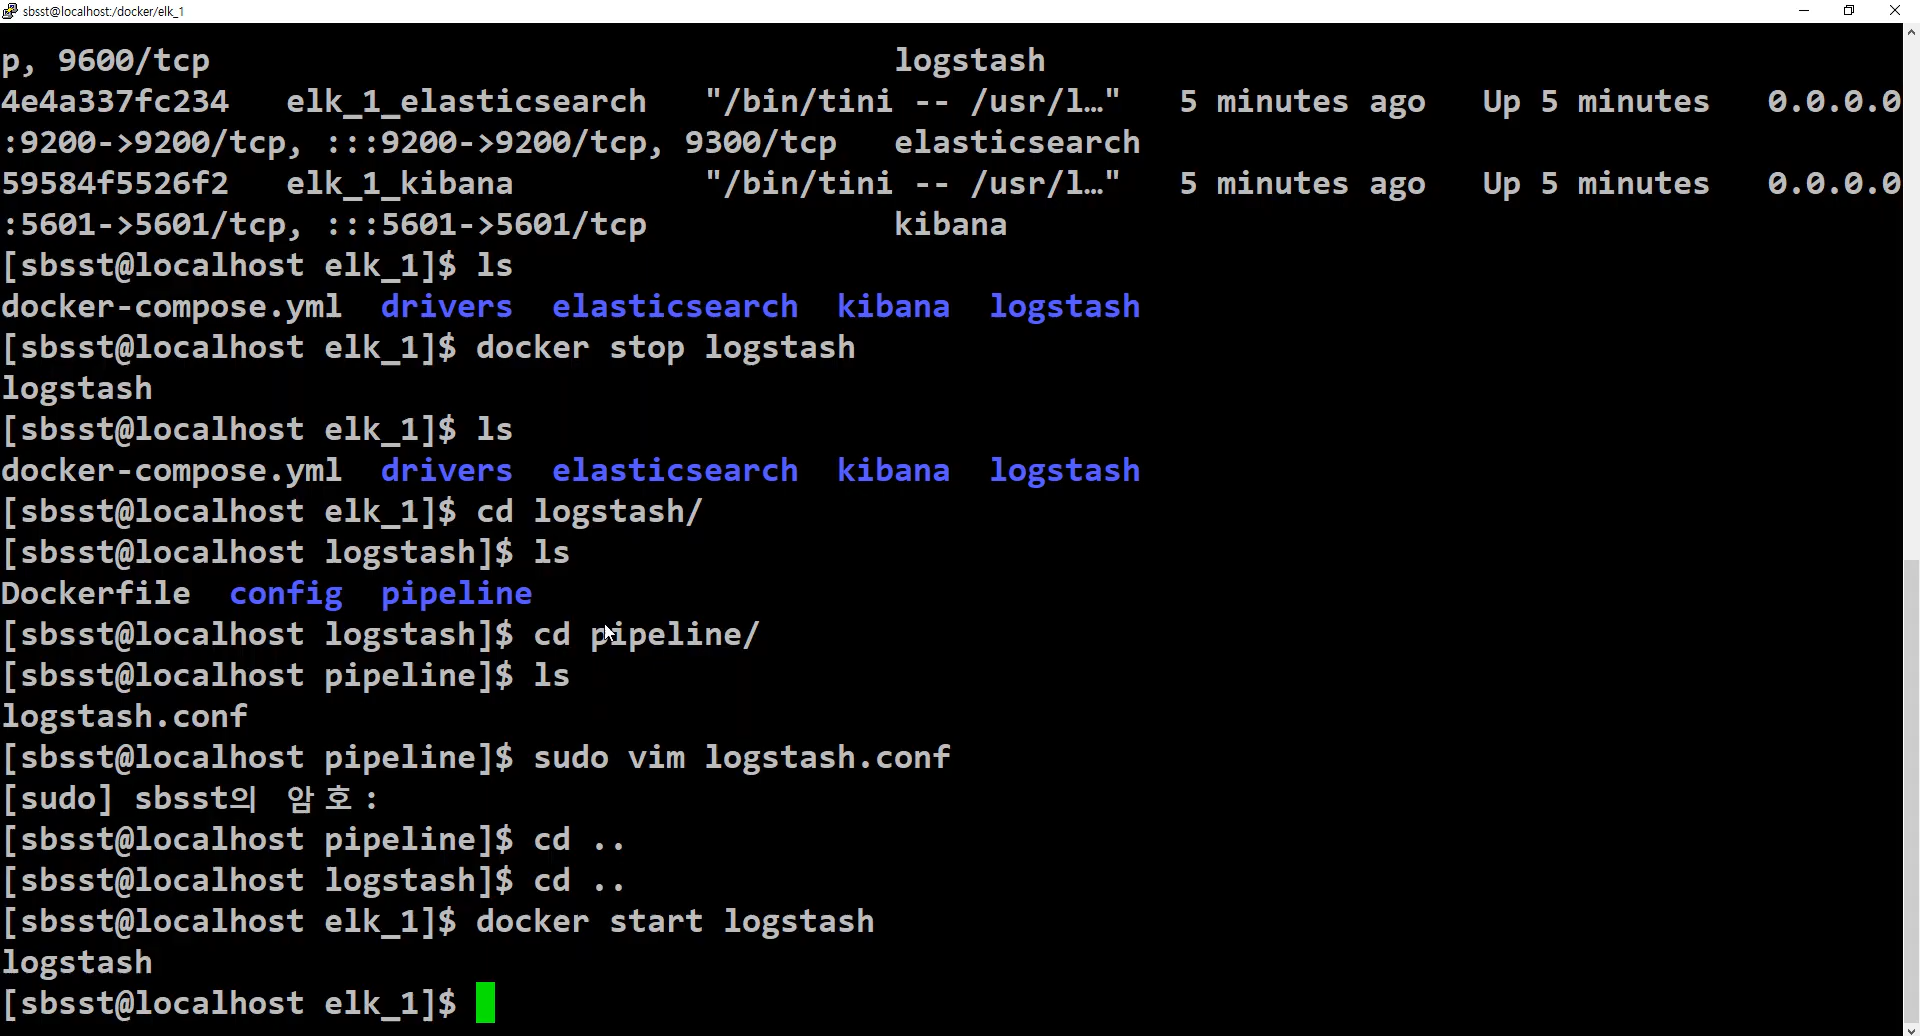 sbsst@localhost:/docker/elk_1
p, 9600/tcp                                    logstash
4e4a337fc234   elk_1_elasticsearch   "/bin/tini -- /usr/l…"   5 minutes ago   Up 5 minutes   0.0.0.0
:9200->9200/tcp, :::9200->9200/tcp, 9300/tcp   elasticsearch
59584f5526f2   elk_1_kibana          "/bin/tini -- /usr/l…"   5 minutes ago   Up 5 minutes   0.0.0.0
:5601->5601/tcp, :::5601->5601/tcp             kibana
[sbsst@localhost elk_1]$ ls
docker-compose.yml  drivers  elasticsearch  kibana  logstash
[sbsst@localhost elk_1]$ docker stop logstash
logstash
[sbsst@localhost elk_1]$ ls
docker-compose.yml  drivers  elasticsearch  kibana  logstash
[sbsst@localhost elk_1]$ cd logstash/
[sbsst@localhost logstash]$ ls
Dockerfile  config  pipeline
[sbsst@localhost logstash]$ cd pipeline/
[sbsst@localhost pipeline]$ ls
logstash.conf
[sbsst@localhost pipeline]$ sudo vim logstash.conf
[sudo] sbsst의 암호:
[sbsst@localhost pipeline]$ cd ..
[sbsst@localhost logstash]$ cd ..
[sbsst@localhost elk_1]$ docker start logstash
logstash
[sbsst@localhost elk_1]$